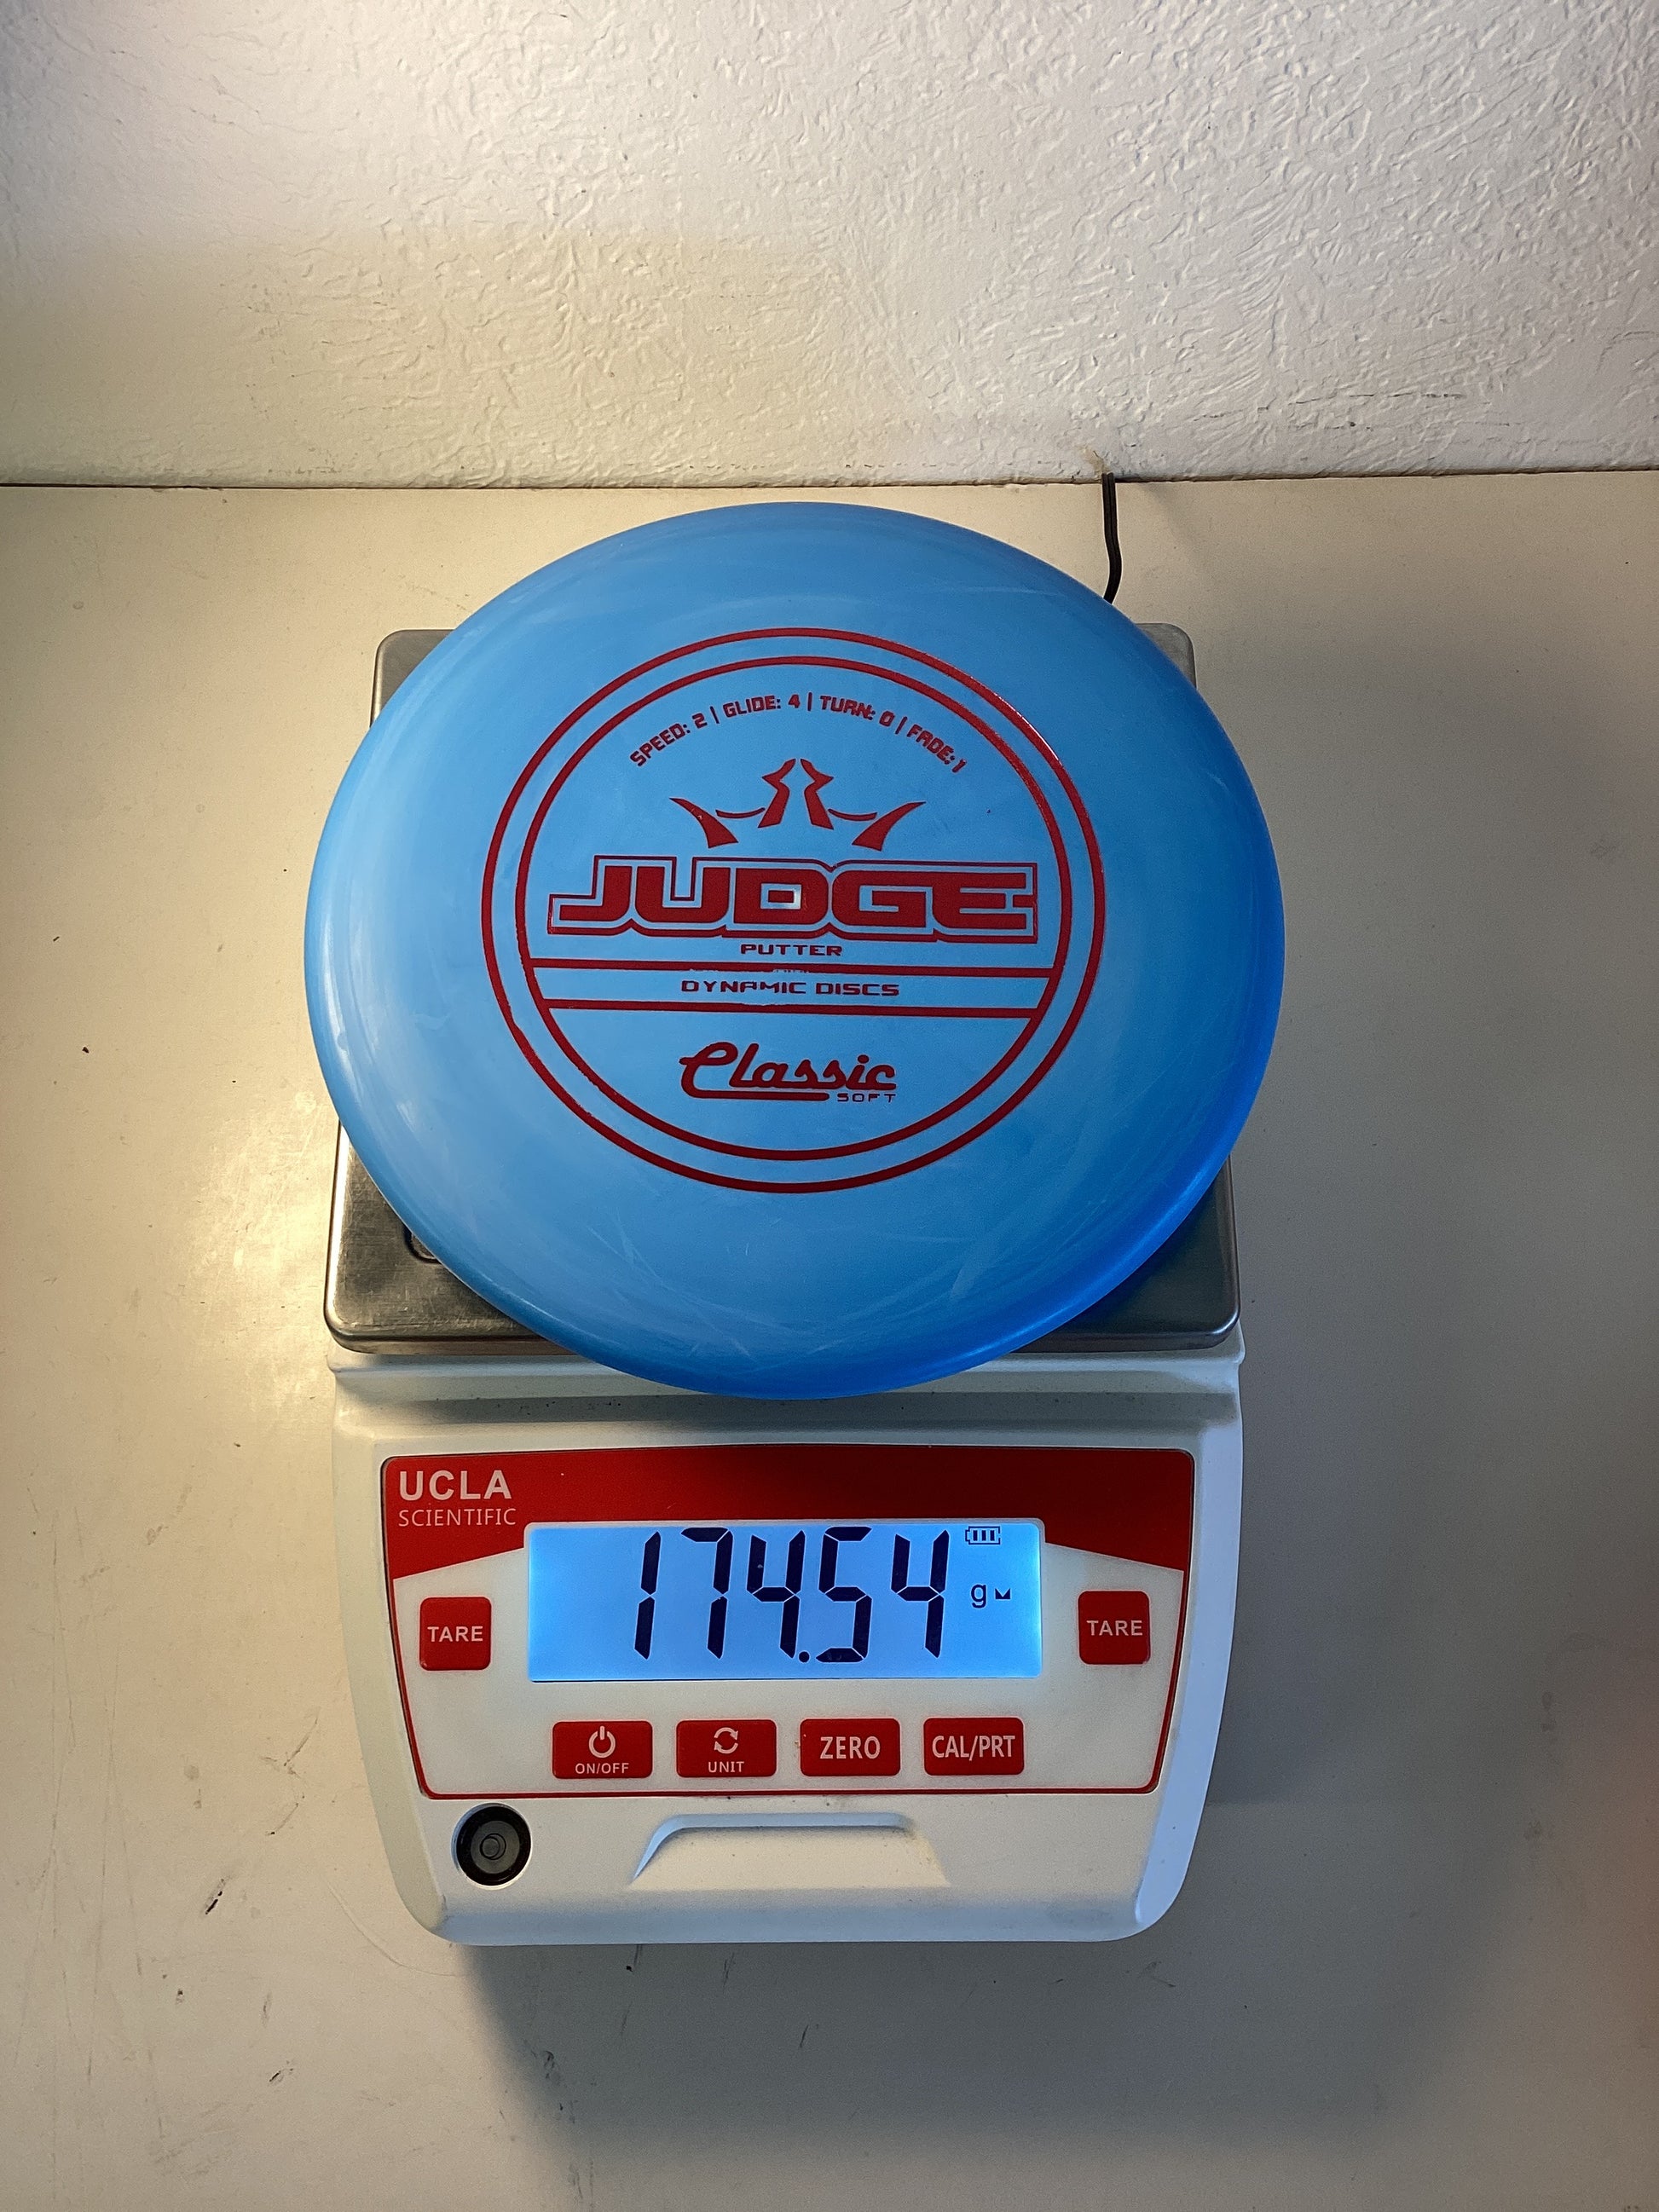 SPEED: 2 | GLIDE: 4 | TURN: 0 | FADE: 1
JUDGE
PUTTER
DYNAMIC DISCS
Classic
SOFT
UCLA
SCIENTIFIC
174.54 g
TARE
TARE
ON/OFF
UNIT
ZERO
CAL/PRT